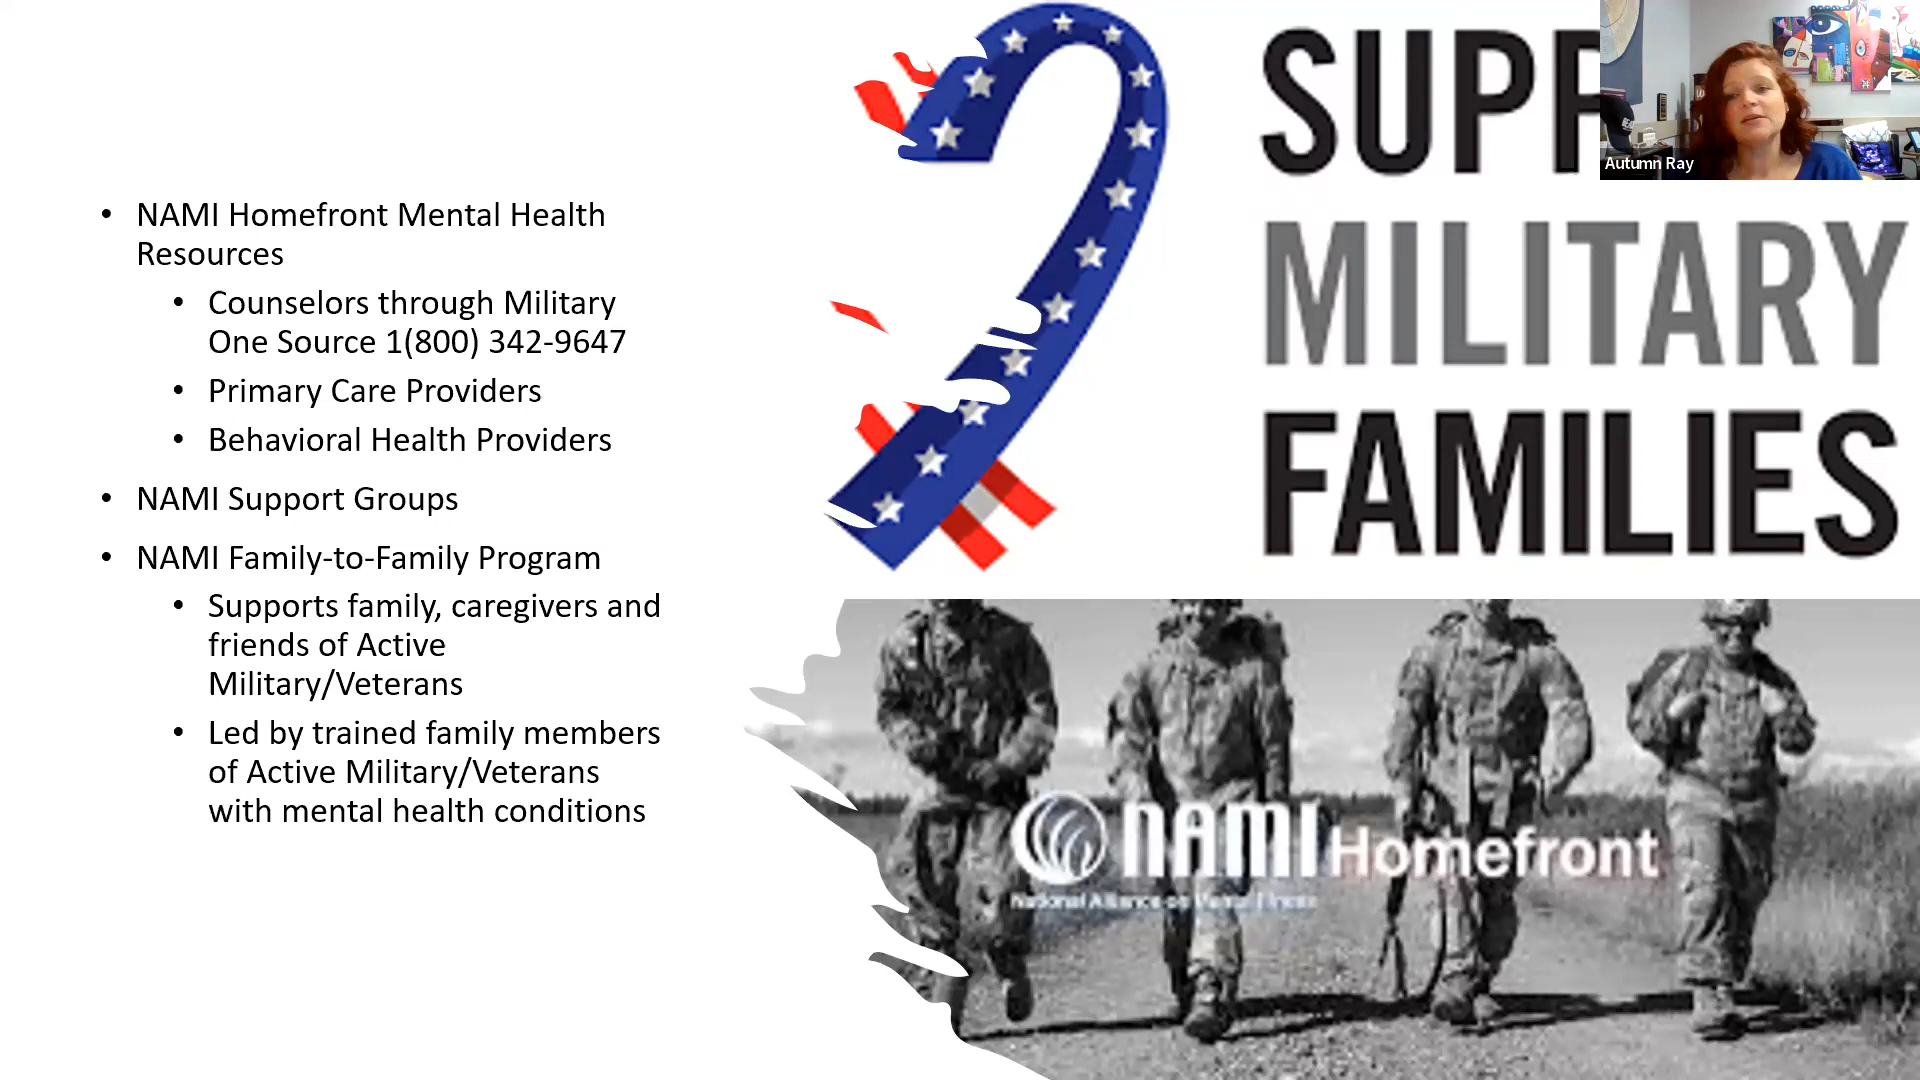 NAMI Homefront Mental Health
Resources
Counselors through Military
One Source 1(800) 342-9647
Primary Care Providers
Behavioral Health Providers
NAMI Support Groups
NAMI Family-to-Family Program
Supports family, caregivers and
friends of Active
Military/Veterans
Led by trained family members
of Active Military/Veterans
with mental health conditions
SUPP
MILITARY
FAMILIES
Autumn Ray
NAMI Homefront
National Alliance on Mental Illness